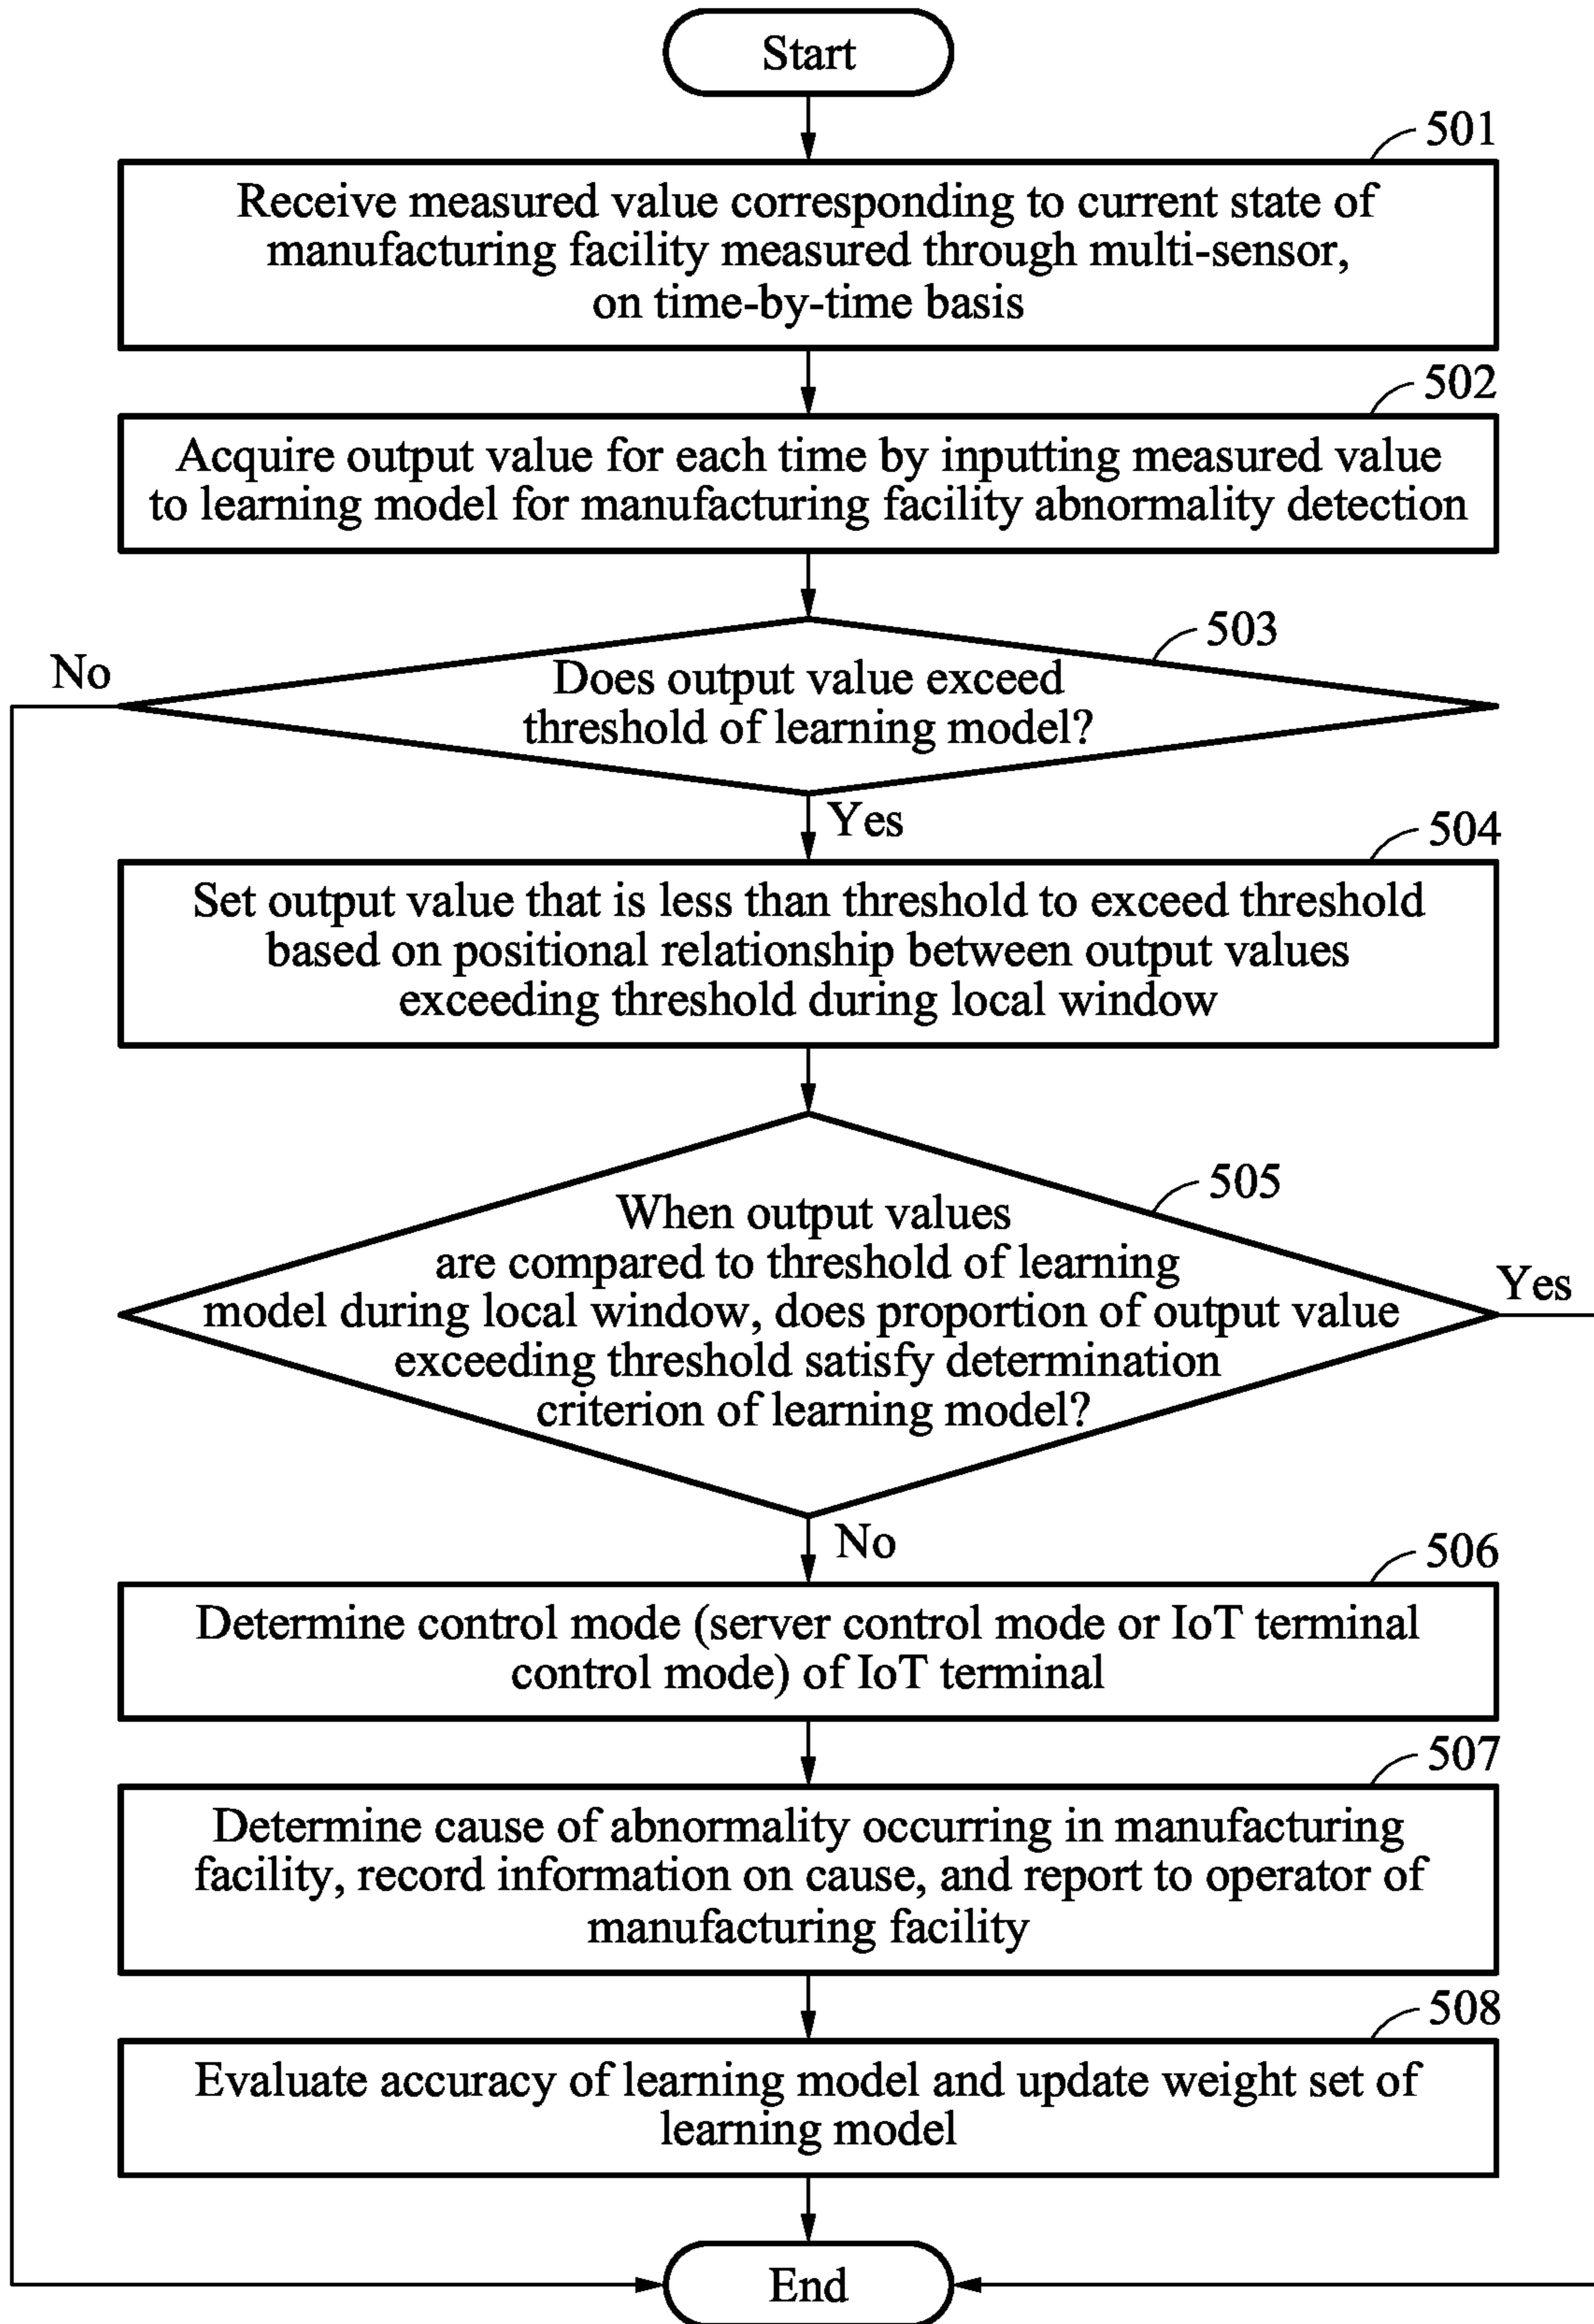 Start
501
Receive measured value corresponding to current state of
manufacturing facility measured through multi-sensor,
on time-by-time basis
502
Acquire output value for each time by inputting measured value
to learning model for manufacturing facility abnormality detection
503
No
Does output value exceed
threshold of learning model?
Yes
504
Set output value that is less than threshold to exceed threshold
based on positional relationship between output values
exceeding threshold during local window
505
When output values
are compared to threshold of learning
model during local window, does proportion of output value
exceeding threshold satisfy determination
criterion of learning model?
Yes
No
506
Determine control mode (server control mode or IoT terminal
control mode) of IoT terminal
507
Determine cause of abnormality occurring in manufacturing
facility, record information on cause, and report to operator of
manufacturing facility
508
Evaluate accuracy of learning model and update weight set of
learning model
End